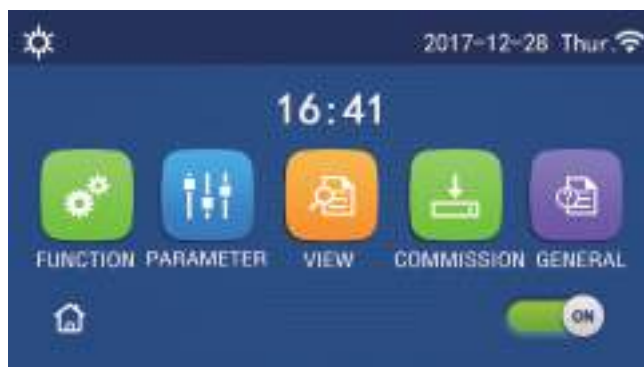 2017-12-28 Thur.
16:41
FUNCTION PARAMETER VIEW COMMISSION GENERAL
ON